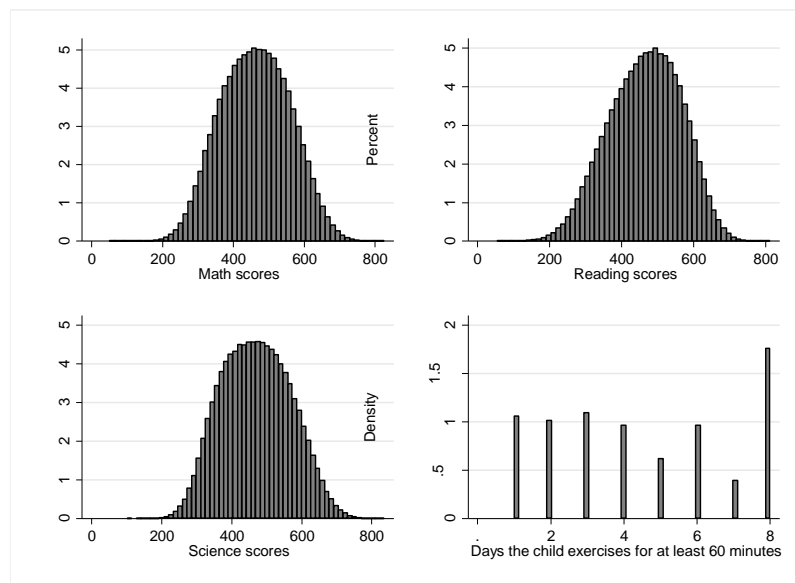 5
4
3
2
1
0
0 200 400 600 800
Math scores
Percent
5
4
3
2
1
0
0 200 400 600 800
Reading scores
5
4
3
2
1
0
0 200 400 600 800
Science scores
Density
2
1.5
1
.5
0
. 2 4 6 8
Days the child exercises for at least 60 minutes